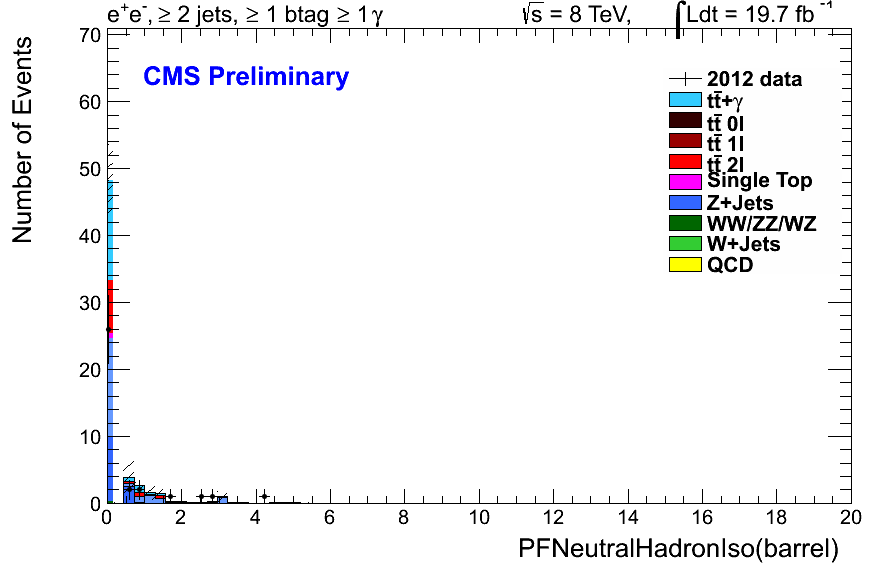 e⁺e⁻, ≥ 2 jets, ≥ 1 btag ≥ 1 γ √s = 8 TeV, ∫Ldt = 19.7 fb⁻¹
Number of Events
CMS Preliminary
2012 data
tt̄+γ
tt̄ 0l
tt̄ 1l
tt̄ 2l
Single Top
Z+Jets
WW/ZZ/WZ
W+Jets
QCD
70
60
50
40
30
20
10
0
0 2 4 6 8 10 12 14 16 18 20
PFNeutralHadronIso(barrel)